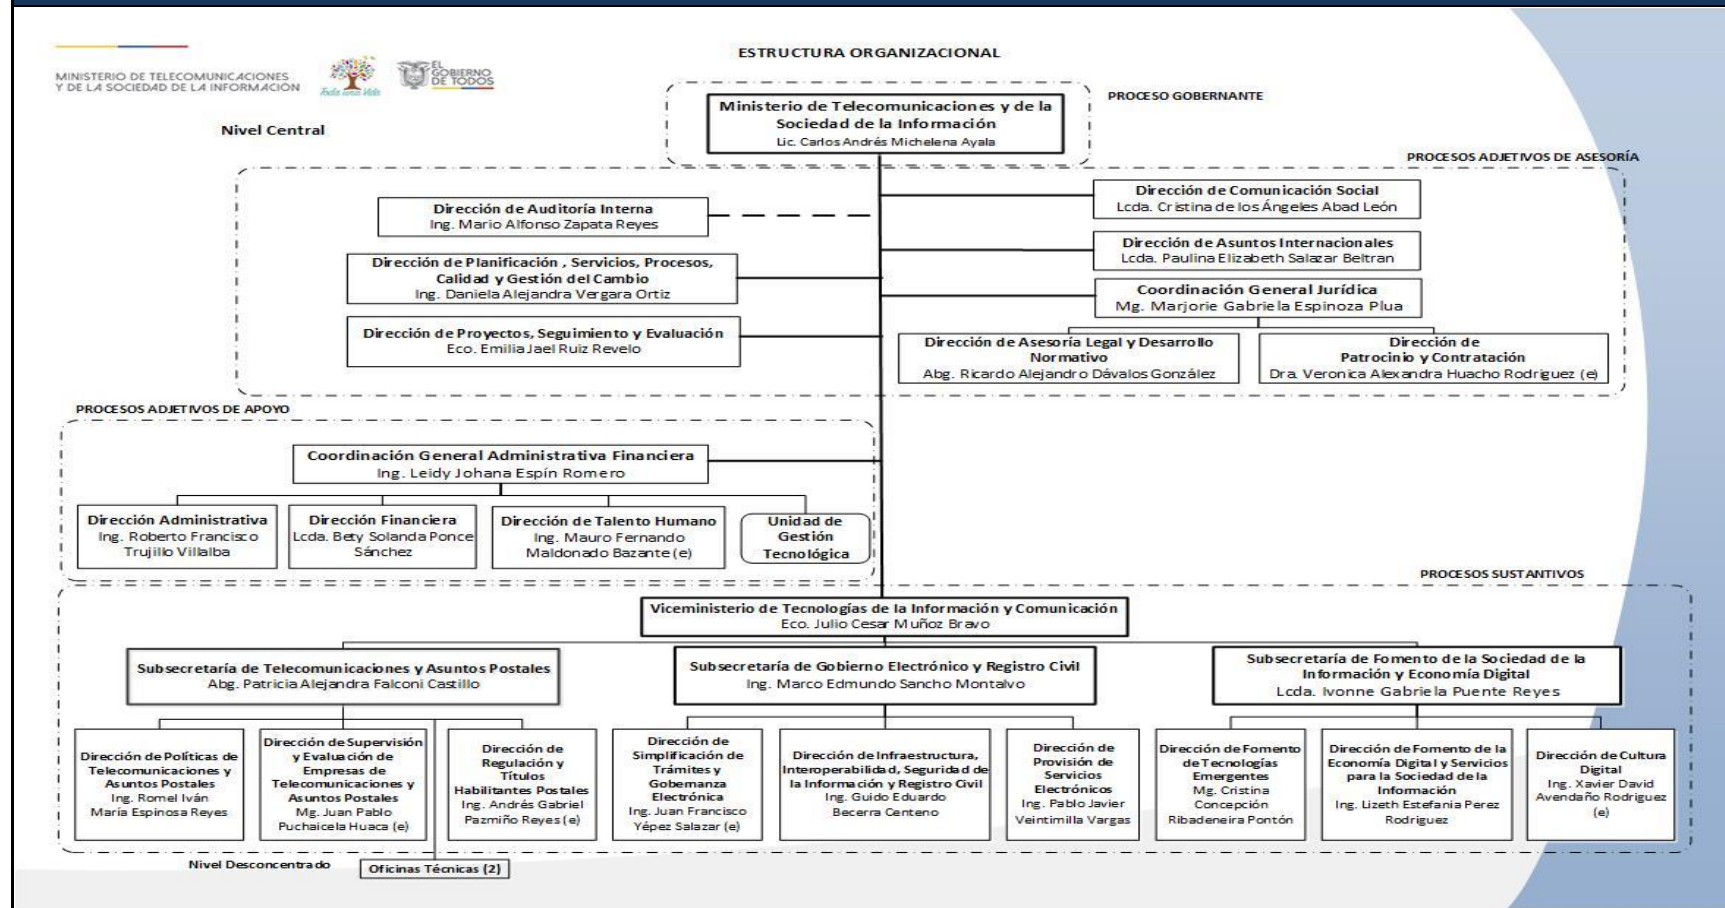 ESTRUCTURA ORGANIZACIONAL
MINISTERIO DE TELECOMUNICACIONES
Y DE LA SOCIEDAD DE LA INFORMACIÓN
Toda una Vida
EL
GOBIERNO
DE TODOS
Nivel Central
PROCESO GOBERNANTE
Ministerio de Telecomunicaciones y de la
Sociedad de la Información
Lic. Carlos Andrés Michelena Ayala
PROCESOS ADJETIVOS DE ASESORÍA
Dirección de Auditoría Interna
Ing. Mario Alfonso Zapata Reyes
Dirección de Comunicación Social
Lcda. Cristina de los Ángeles Abad León
Dirección de Planificación , Servicios, Procesos,
Calidad y Gestión del Cambio
Ing. Daniela Alejandra Vergara Ortiz
Dirección de Asuntos Internacionales
Lcda. Paulina Elizabeth Salazar Beltran
Coordinación General Jurídica
Mg. Marjorie Gabriela Espinoza Plua
Dirección de Proyectos, Seguimiento y Evaluación
Eco. Emilia Jael Ruiz Revelo
Dirección de Asesoría Legal y Desarrollo
Normativo
Abg. Ricardo Alejandro Dávalos González
Dirección de
Patrocinio y Contratación
Dra. Veronica Alexandra Huacho Rodriguez (e)
PROCESOS ADJETIVOS DE APOYO
Coordinación General Administrativa Financiera
Ing. Leidy Johana Espín Romero
Dirección Administrativa
Ing. Roberto Francisco
Trujillo Villalba
Dirección Financiera
Lcda. Bety Solanda Ponce
Sánchez
Dirección de Talento Humano
Ing. Mauro Fernando
Maldonado Bazante (e)
Unidad de
Gestión
Tecnológica
PROCESOS SUSTANTIVOS
Viceministerio de Tecnologías de la Información y Comunicación
Eco. Julio Cesar Muñoz Bravo
Subsecretaría de Telecomunicaciones y Asuntos Postales
Abg. Patricia Alejandra Falconi Castillo
Subsecretaría de Gobierno Electrónico y Registro Civil
Ing. Marco Edmundo Sancho Montalvo
Subsecretaría de Fomento de la Sociedad de la
Información y Economía Digital
Lcda. Ivonne Gabriela Puente Reyes
Dirección de Políticas de
Telecomunicaciones y
Asuntos Postales
Ing. Romel Iván
María Espinosa Reyes
Dirección de Supervisión
y Evaluación de
Empresas de
Telecomunicaciones y
Asuntos Postales
Mg. Juan Pablo
Puchaicela Huaca (e)
Dirección de
Regulación y
Títulos
Habilitantes Postales
Ing. Andrés Gabriel
Pazmiño Reyes (e)
Dirección de
Simplificación de
Trámites y
Gobernanza
Electrónica
Ing. Juan Francisco
Yépez Salazar (e)
Dirección de Infraestructura,
Interoperabilidad, Seguridad de
la Información y Registro Civil
Ing. Guido Eduardo
Becerra Centeno
Dirección de
Provisión de
Servicios
Electrónicos
Ing. Pablo Javier
Veintimilla Vargas
Dirección de Fomento
de Tecnologías
Emergentes
Mg. Cristina
Concepción
Ribadeneira Pontón
Dirección de Fomento de la
Economía Digital y Servicios
para la Sociedad de la
Información
Ing. Lizeth Estefania Perez
Rodriguez
Dirección de Cultura
Digital
Ing. Xavier David
Avendaño Rodriguez
(e)
Nivel Desconcentrado
Oficinas Técnicas (2)